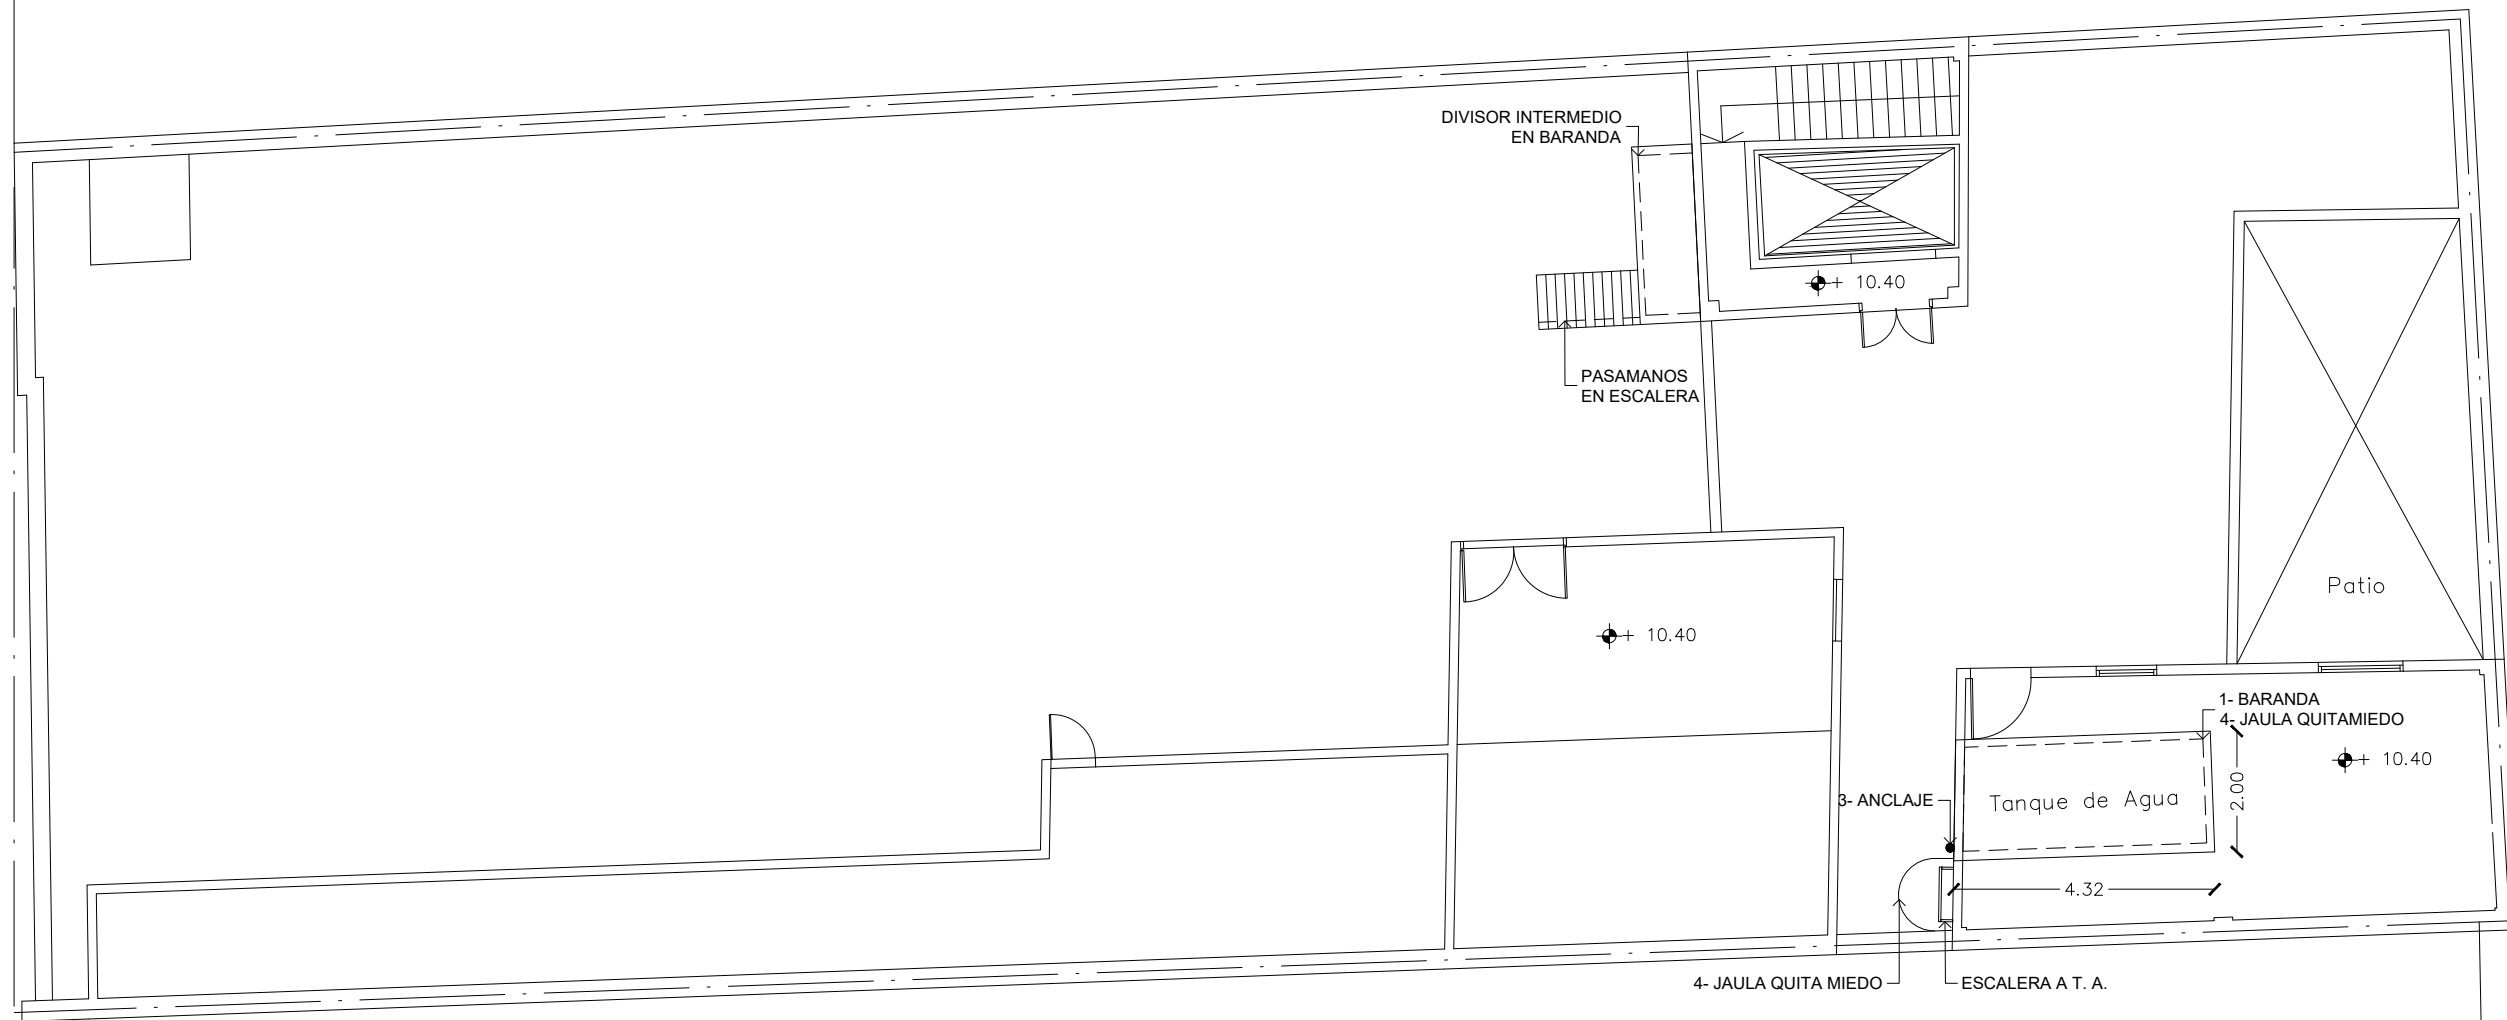 DIVISOR INTERMEDIO
EN BARANDA
+ 10.40
PASAMANOS
EN ESCALERA
Patio
+ 10.40
1- BARANDA
4- JAULA QUITAMIEDO
+ 10.40
2.00
3- ANCLAJE
Tanque de Agua
4.32
4- JAULA QUITA MIEDO
ESCALERA A T. A.